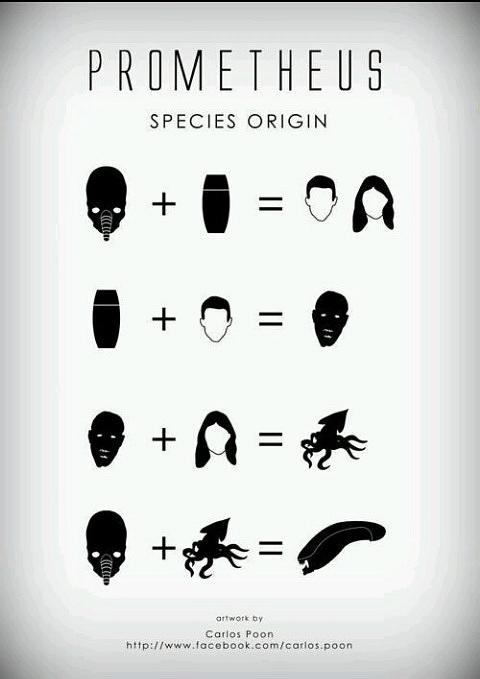 PROMETHEUS
SPECIES ORIGIN
+ =
+ =
+ =
+ =
artwork by
Carlos Poon
http://www.facebook.com/carlos.poon